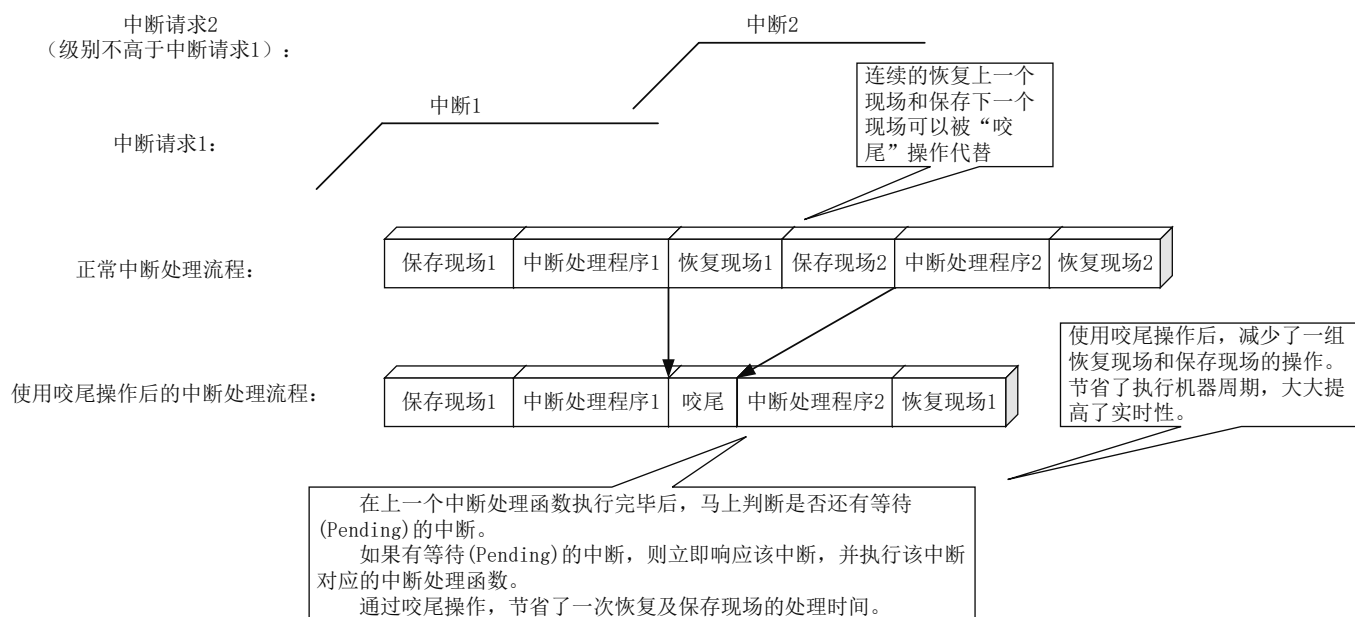 中断请求2
（级别不高于中断请求1）:
中断2
中断1
中断请求1:
连续的恢复上一个
现场和保存下一个
现场可以被“咬
尾”操作代替
正常中断处理流程:
保存现场1 中断处理程序1 恢复现场1 保存现场2 中断处理程序2 恢复现场2
使用咬尾操作后，减少了一组
恢复现场和保存现场的操作。
节省了执行机器周期，大大提
高了实时性。
使用咬尾操作后的中断处理流程:
保存现场1 中断处理程序1 咬尾 中断处理程序2 恢复现场1
在上一个中断处理函数执行完毕后，马上判断是否还有等待
(Pending)的中断。
如果有等待(Pending)的中断，则立即响应该中断，并执行该中断
对应的中断处理函数。
通过咬尾操作，节省了一次恢复及保存现场的处理时间。